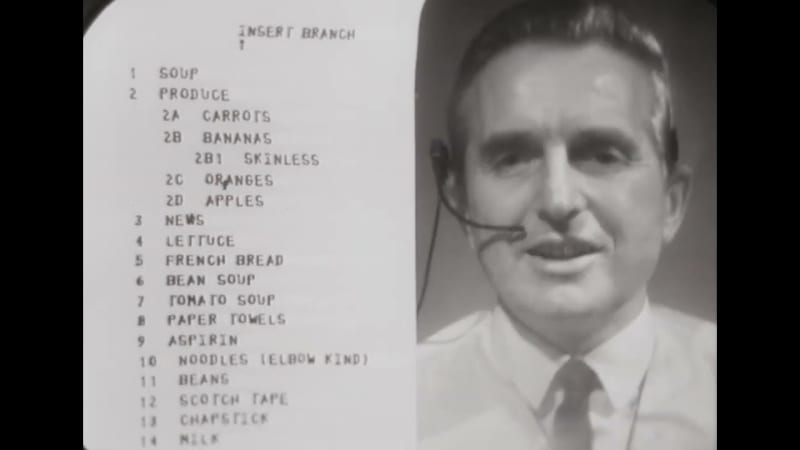 INSERT BRANCH
↑
1 SOUP
2 PRODUCE
2A CARROTS
2B BANANAS
2B1 SKINLESS
2C ORANGES
2D APPLES
3 NEWS
4 LETTUCE
5 FRENCH BREAD
6 BEAN SOUP
7 TOMATO SOUP
8 PAPER TOWELS
9 ASPIRIN
10 NOODLES (ELBOW KIND)
11 BEANS
12 SCOTCH TAPE
13 CHAPSTICK
14 MILK